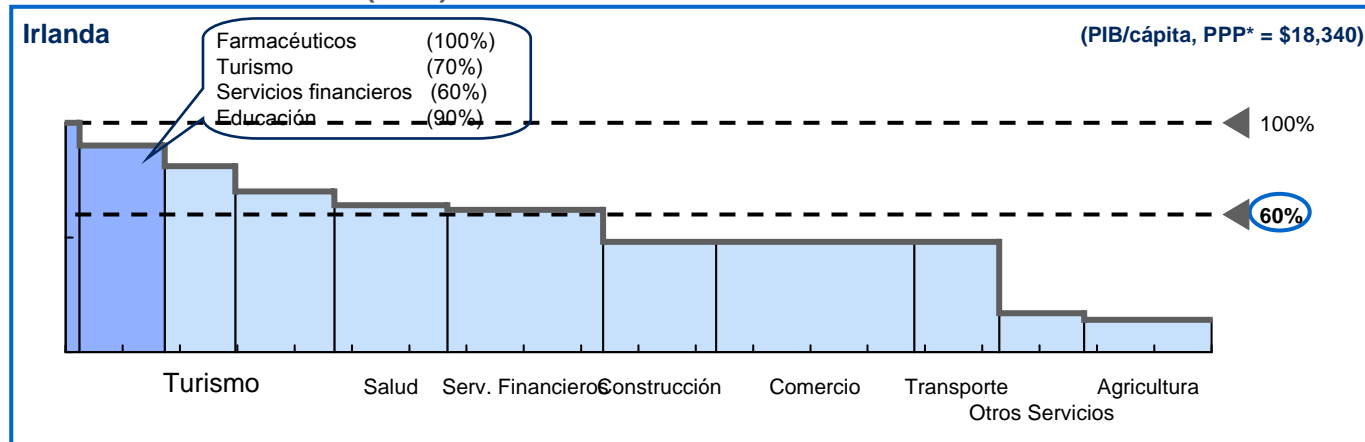 Irlanda
(PIB/cápita, PPP* = $18,340)
Farmacéuticos (100%)
Turismo (70%)
Servicios financieros (60%)
Educación (90%)
100%
60%
Turismo
Salud
Serv. Financieros
Construcción
Comercio
Transporte
Otros Servicios
Agricultura